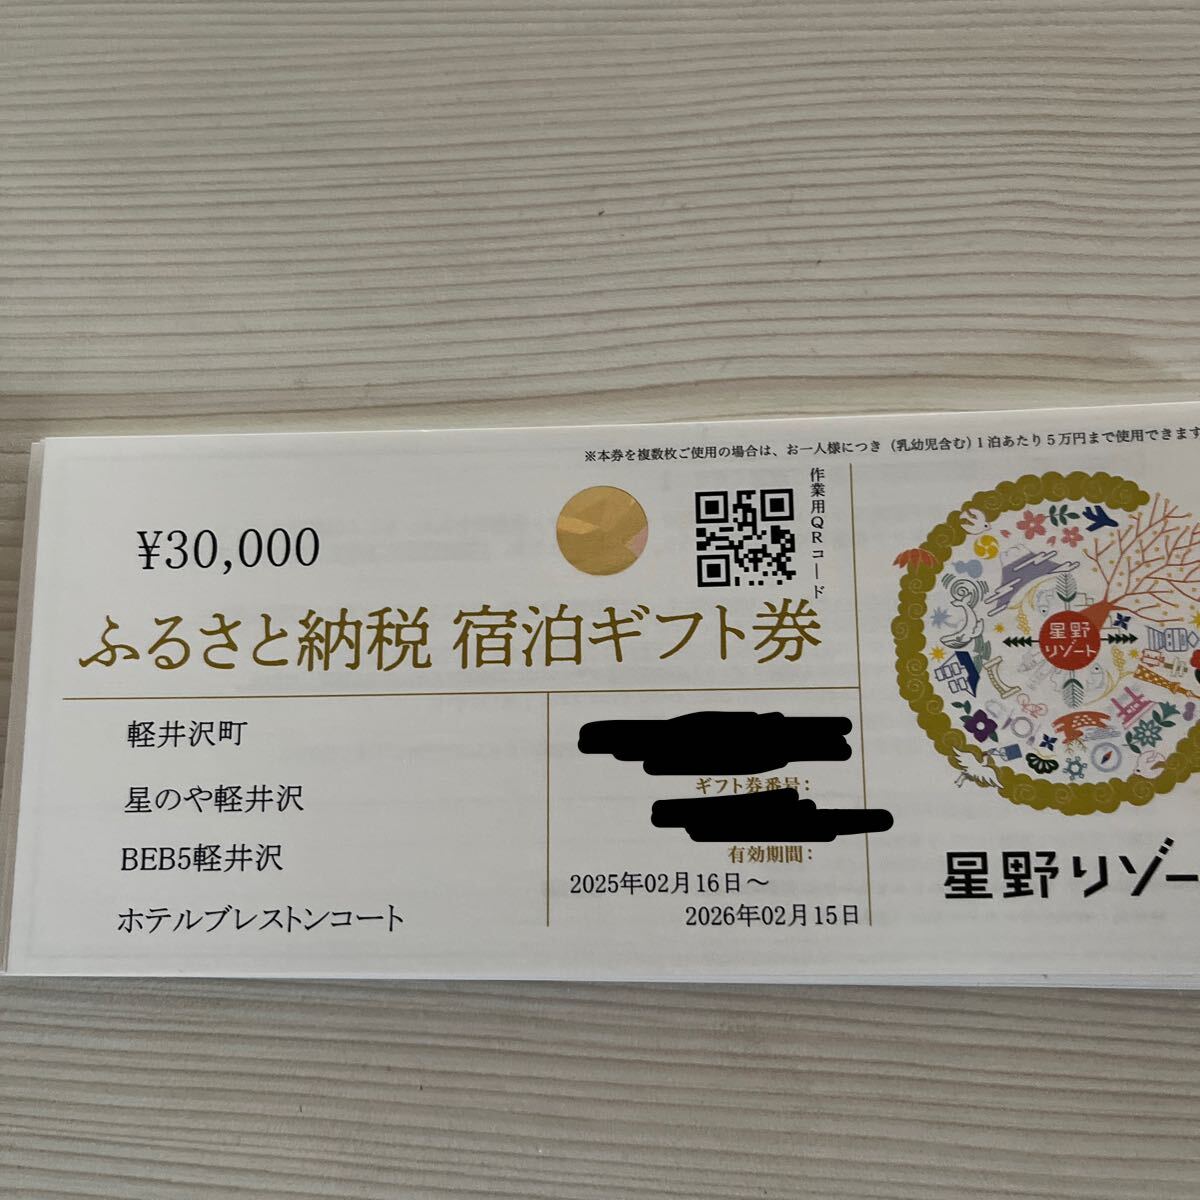 ※本券を複数枚ご使用の場合は、お一人様につき（乳幼児含む）1泊あたり５万円まで使用できます
¥30,000
作業用QRコード
ふるさと納税 宿泊ギフト券
軽井沢町
星のや軽井沢
BEB5軽井沢
ホテルブレストンコート
ギフト券番号：
有効期間：
2025年02月16日～
2026年02月15日
星野
リゾート
星野リゾー